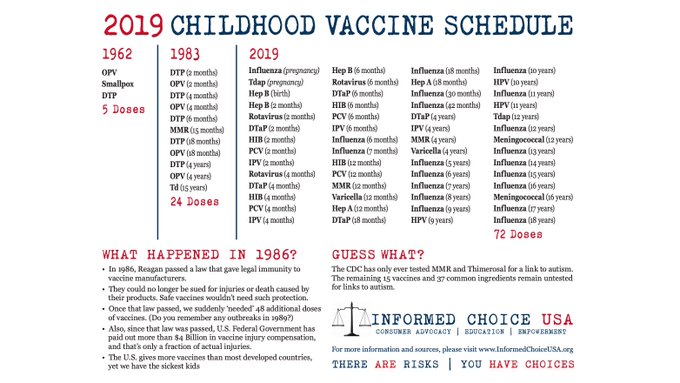 2019 CHILDHOOD VACCINE SCHEDULE
1962
OPV
Smallpox
DTP
5 Doses
1983
DTP (2 months)
OPV (2 months)
DTP (4 months)
OPV (4 months)
DTP (6 months)
MMR (15 months)
DTP (18 months)
OPV (18 months)
DTP (4 years)
OPV (4 years)
Td (15 years)
24 Doses
2019
Influenza (pregnancy)
Tdap (pregnancy)
Hep B (birth)
Hep B (2 months)
Rotavirus (2 months)
DTaP (2 months)
HIB (2 months)
PCV (2 months)
IPV (2 months)
Rotavirus (4 months)
DTaP (4 months)
HIB (4 months)
PCV (4 months)
IPV (4 months)
Hep B (6 months)
Rotavirus (6 months)
DTaP (6 months)
HIB (6 months)
PCV (6 months)
IPV (6 months)
Influenza (6 months)
Influenza (7 months)
HIB (12 months)
PCV (12 months)
MMR (12 months)
Varicella (12 months)
Hep A (12 months)
DTaP (18 months)
Influenza (18 months)
Hep A (18 months)
Influenza (30 months)
Influenza (42 months)
DTaP (4 years)
IPV (4 years)
MMR (4 years)
Varicella (4 years)
Influenza (5 years)
Influenza (6 years)
Influenza (7 years)
Influenza (8 years)
Influenza (9 years)
HPV (9 years)
Influenza (10 years)
HPV (10 years)
Influenza (11 years)
HPV (11 years)
Tdap (12 years)
Influenza (12 years)
Meningococcal (12 years)
Influenza (13 years)
Influenza (14 years)
Influenza (15 years)
Influenza (16 years)
Meningococcal (16 years)
Influenza (17 years)
Influenza (18 years)
72 Doses
WHAT HAPPENED IN 1986?
• In 1986, Reagan passed a law that gave legal immunity to
vaccine manufacturers.
• They could no longer be sued for injuries or death caused by
their products. Safe vaccines wouldn't need such protection.
• Once that law passed, we suddenly 'needed' 48 additional doses
of vaccines. (Do you remember any outbreaks in 1989?)
• Also, since that law was passed, U.S. Federal Government has
paid out more than $4 Billion in vaccine injury compensation,
and that's only a fraction of actual injuries.
• The U.S. gives more vaccines than most developed countries,
yet we have the sickest kids
GUESS WHAT?
The CDC has only ever tested MMR and Thimerosal for a link to autism.
The remaining 15 vaccines and 37 common ingredients remain untested
for links to autism.
INFORMED CHOICE USA
CONSUMER ADVOCACY | EDUCATION | EMPOWERMENT
For more information and sources, please visit www.InformedChoiceUSA.org
THERE ARE RISKS | YOU HAVE CHOICES